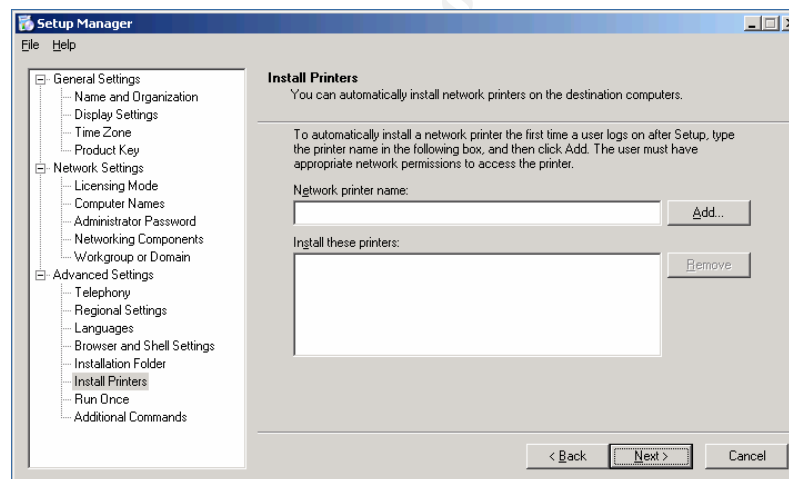 Setup Manager
File Help
General Settings
Name and Organization
Display Settings
Time Zone
Product Key
Network Settings
Licensing Mode
Computer Names
Administrator Password
Networking Components
Workgroup or Domain
Advanced Settings
Telephony
Regional Settings
Languages
Browser and Shell Settings
Installation Folder
Install Printers
Run Once
Additional Commands
Install Printers
You can automatically install network printers on the destination computers.
To automatically install a network printer the first time a user logs on after Setup, type
the printer name in the following box, and then click Add. The user must have
appropriate network permissions to access the printer.
Network printer name:
Add...
Install these printers:
Remove
< Back Next > Cancel